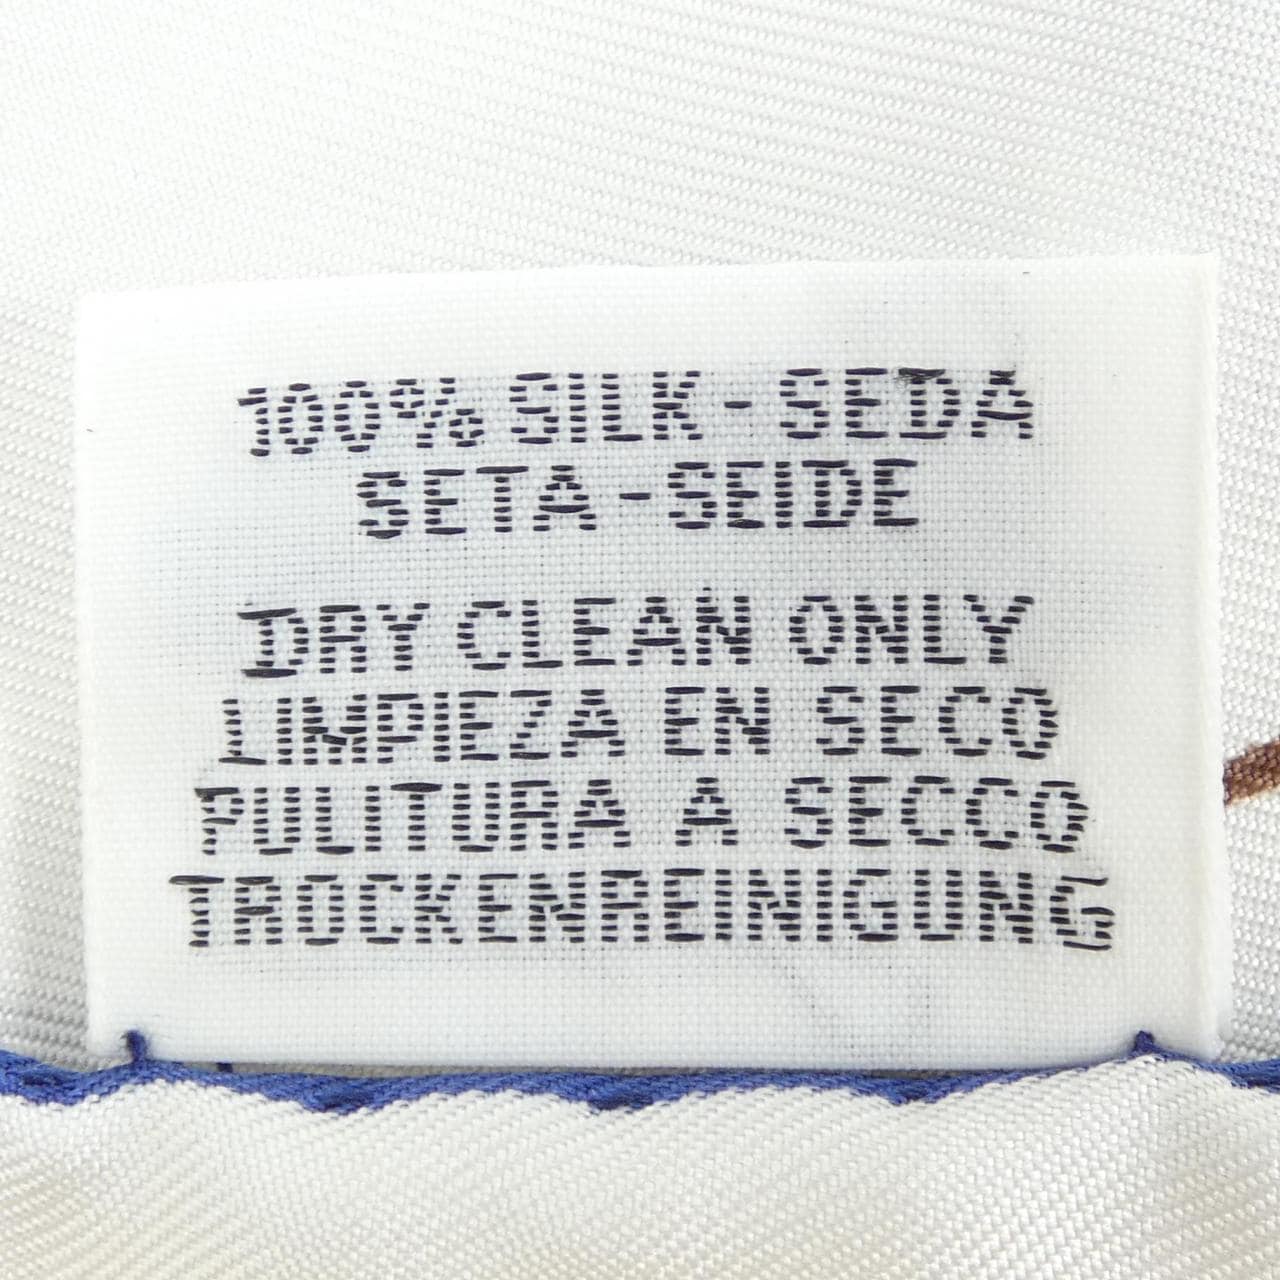 100% SILK - SEDA
SETA - SEIDE
DRY CLEAN ONLY
LIMPIEZA EN SECO
PULITURA A SECCO
TROCKENREINIGUNG